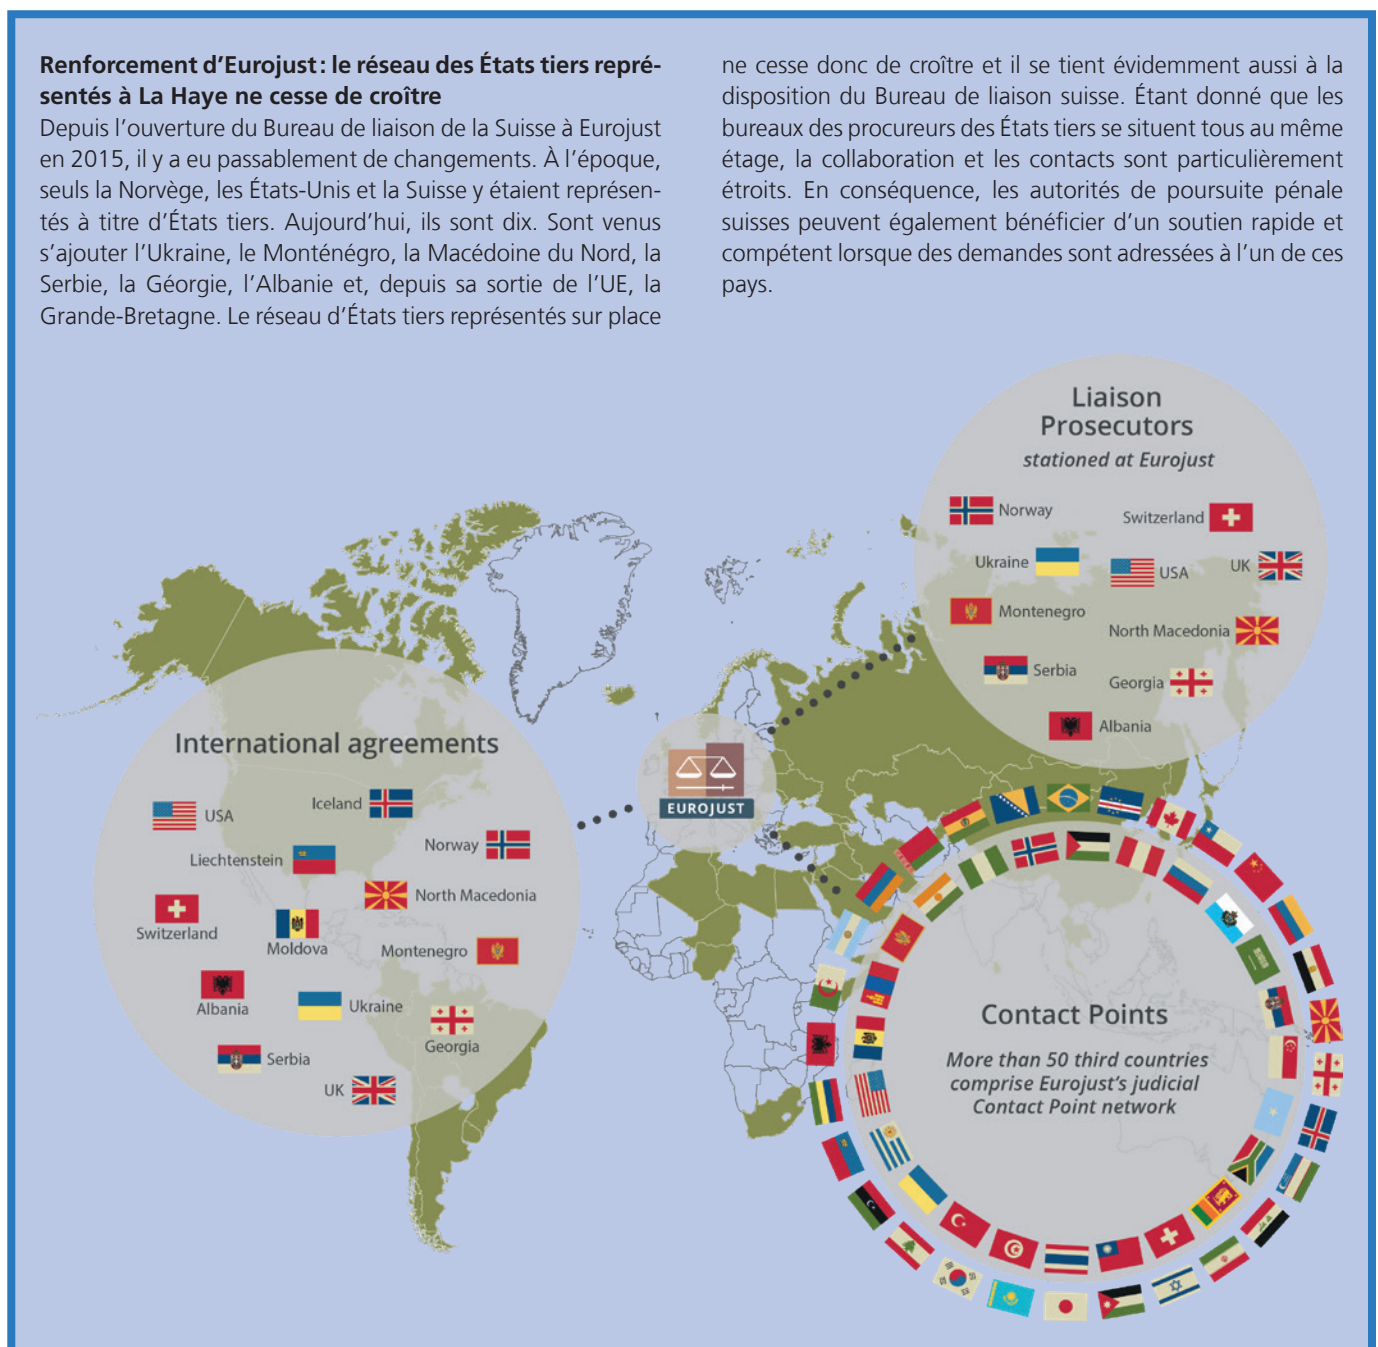 Renforcement d’Eurojust : le réseau des États tiers repré-
sentés à La Haye ne cesse de croître
Depuis l’ouverture du Bureau de liaison de la Suisse à Eurojust
en 2015, il y a eu passablement de changements. À l’époque,
seuls la Norvège, les États-Unis et la Suisse y étaient représen-
tés à titre d’États tiers. Aujourd’hui, ils sont dix. Sont venus
s’ajouter l’Ukraine, le Monténégro, la Macédoine du Nord, la
Serbie, la Géorgie, l’Albanie et, depuis sa sortie de l’UE, la
Grande-Bretagne. Le réseau d’États tiers représentés sur place
ne cesse donc de croître et il se tient évidemment aussi à la
disposition du Bureau de liaison suisse. Étant donné que les
bureaux des procureurs des États tiers se situent tous au même
étage, la collaboration et les contacts sont particulièrement
étroits. En conséquence, les autorités de poursuite pénale
suisses peuvent également bénéficier d’un soutien rapide et
compétent lorsque des demandes sont adressées à l’un de ces
pays.
Liaison
Prosecutors
stationed at Eurojust
Norway
Switzerland
Ukraine
USA
UK
Montenegro
North Macedonia
Serbia
Georgia
Albania
EUROJUST
International agreements
USA
Iceland
Norway
Liechtenstein
North Macedonia
Switzerland
Moldova
Montenegro
Albania
Ukraine
Georgia
Serbia
UK
Contact Points
More than 50 third countries
comprise Eurojust’s judicial
Contact Point network